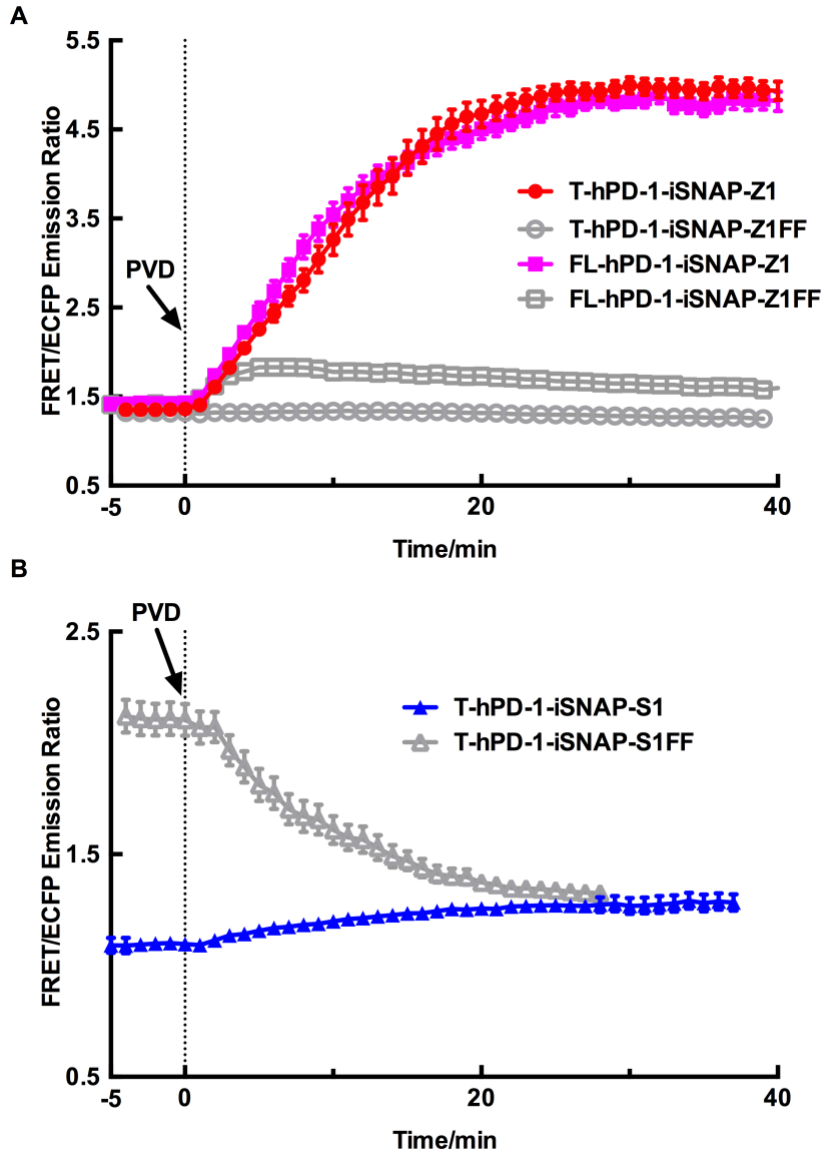 A
5.5
4.5
3.5
2.5
1.5
0.5
FRET/ECFP Emission Ratio
PVD
T-hPD-1-iSNAP-Z1
T-hPD-1-iSNAP-Z1FF
FL-hPD-1-iSNAP-Z1
FL-hPD-1-iSNAP-Z1FF
-5 0 20 40
Time/min
B
PVD
2.5
1.5
0.5
FRET/ECFP Emission Ratio
T-hPD-1-iSNAP-S1
T-hPD-1-iSNAP-S1FF
-5 0 20 40
Time/min